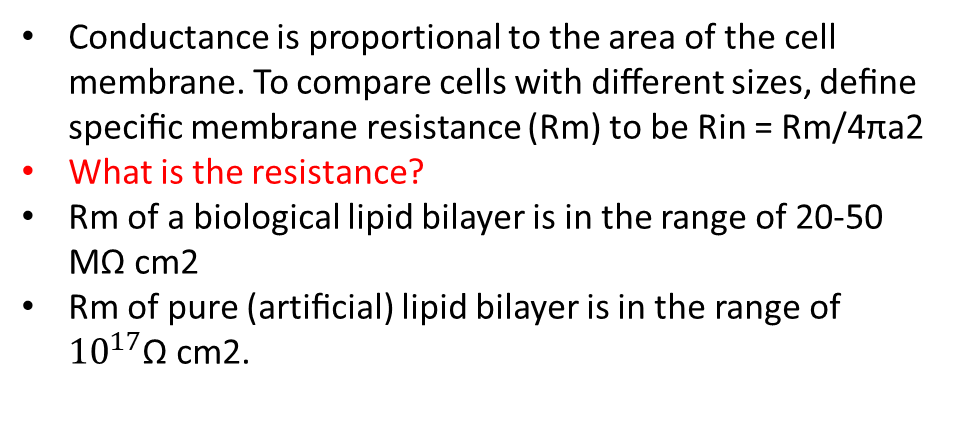 • Conductance is proportional to the area of the cell
membrane. To compare cells with different sizes, define
specific membrane resistance (Rm) to be Rin = Rm/4πa2
• What is the resistance?
• Rm of a biological lipid bilayer is in the range of 20-50
MΩ cm2
• Rm of pure (artificial) lipid bilayer is in the range of
10¹⁷Ω cm2.